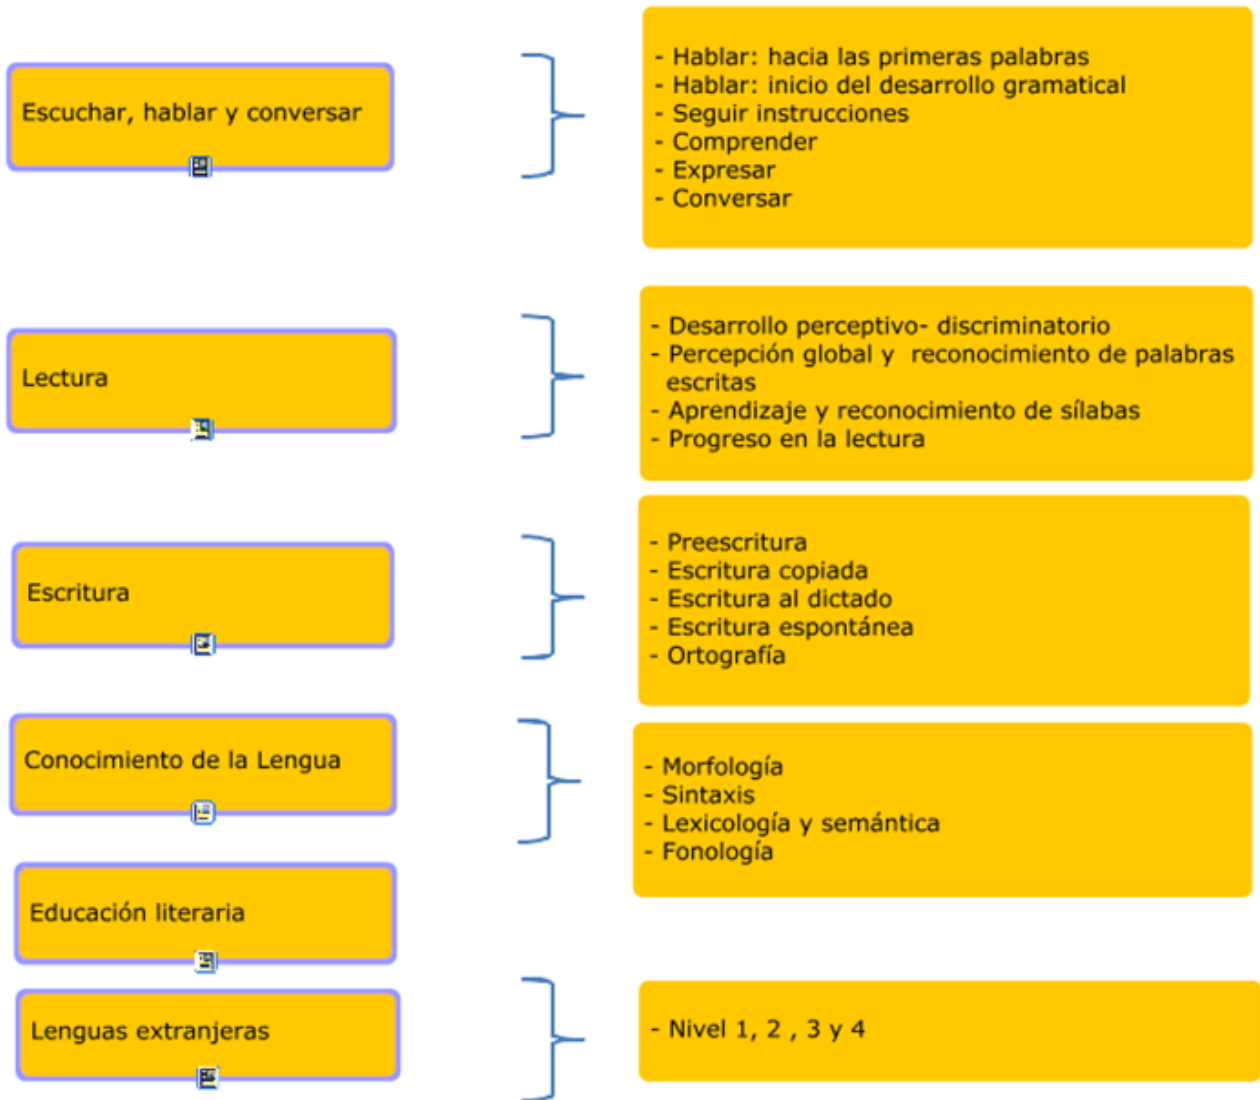 Escuchar, hablar y conversar
- Hablar: hacia las primeras palabras
- Hablar: inicio del desarrollo gramatical
- Seguir instrucciones
- Comprender
- Expresar
- Conversar
Lectura
- Desarrollo perceptivo- discriminatorio
- Percepción global y reconocimiento de palabras
escritas
- Aprendizaje y reconocimiento de sílabas
- Progreso en la lectura
Escritura
- Preescritura
- Escritura copiada
- Escritura al dictado
- Escritura espontánea
- Ortografía
Conocimiento de la Lengua
- Morfología
- Sintaxis
- Lexicología y semántica
- Fonología
Educación literaria
Lenguas extranjeras
- Nivel 1, 2 , 3 y 4